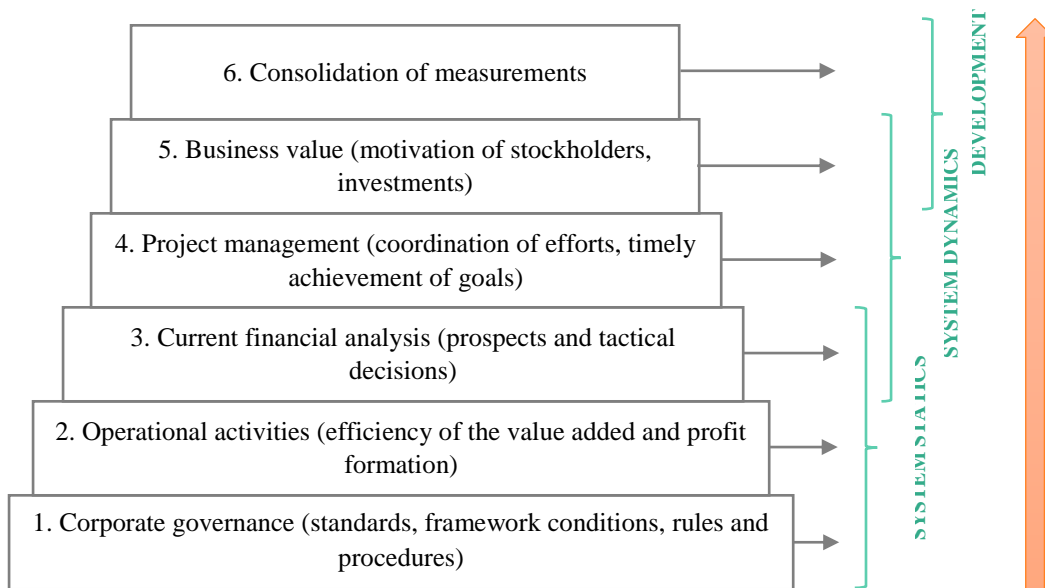 6. Consolidation of measurements
5. Business value (motivation of stockholders,
investments)
4. Project management (coordination of efforts, timely
achievement of goals)
3. Current financial analysis (prospects and tactical
decisions)
2. Operational activities (efficiency of the value added and profit
formation)
1. Corporate governance (standards, framework conditions, rules and
procedures)
SYSTEM STATICS
SYSTEM DYNAMICS
DEVELOPMENT